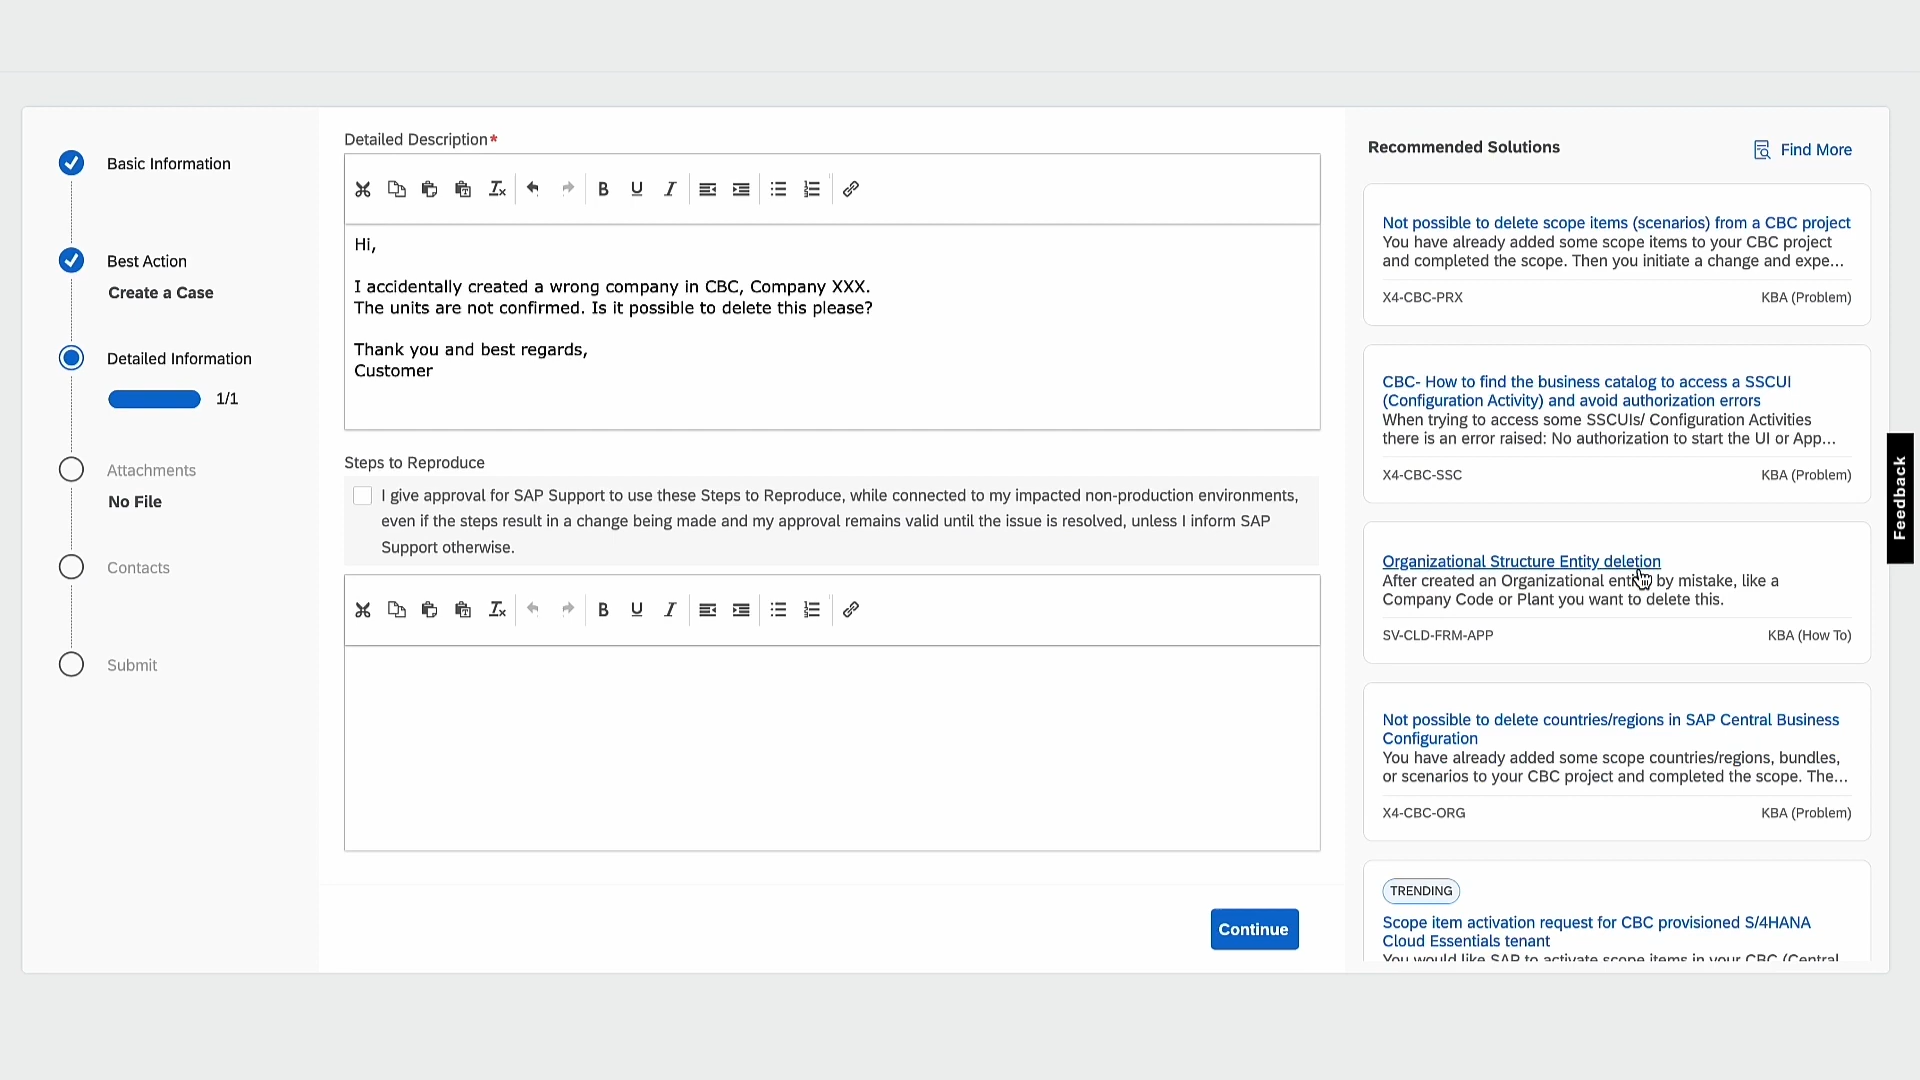 Basic Information
Best Action
Create a Case
Detailed Information
1/1
Attachments
No File
Contacts
Submit
Detailed Description*
Hi,
I accidentally created a wrong company in CBC, Company XXX.
The units are not confirmed. Is it possible to delete this please?
Thank you and best regards,
Customer
Steps to Reproduce
I give approval for SAP Support to use these Steps to Reproduce, while connected to my impacted non-production environments,
even if the steps result in a change being made and my approval remains valid until the issue is resolved, unless I inform SAP
Support otherwise.
Continue
Recommended Solutions
Find More
Not possible to delete scope items (scenarios) from a CBC project
You have already added some scope items to your CBC project
and completed the scope. Then you initiate a change and expe...
X4-CBC-PRX
KBA (Problem)
CBC- How to find the business catalog to access a SSCUI
(Configuration Activity) and avoid authorization errors
When trying to access some SSCUIs/ Configuration Activities
there is an error raised: No authorization to start the UI or App...
X4-CBC-SSC
KBA (Problem)
Organizational Structure Entity deletion
After created an Organizational entity by mistake, like a
Company Code or Plant you want to delete this.
SV-CLD-FRM-APP
KBA (How To)
Not possible to delete countries/regions in SAP Central Business
Configuration
You have already added some scope countries/regions, bundles,
or scenarios to your CBC project and completed the scope. The...
X4-CBC-ORG
KBA (Problem)
TRENDING
Scope item activation request for CBC provisioned S/4HANA
Cloud Essentials tenant
You would like SAP to activate scope items in your CBC (Central
Feedback